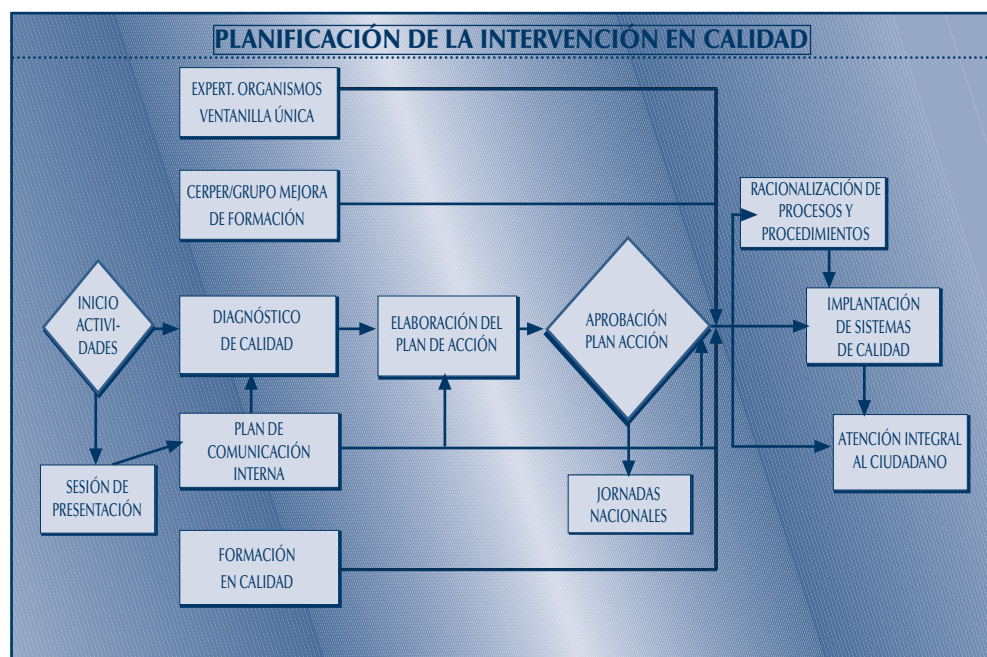 PLANIFICACIÓN DE LA INTERVENCIÓN EN CALIDAD
EXPERT. ORGANISMOS
VENTANILLA ÚNICA
CERPER/GRUPO MEJORA
DE FORMACIÓN
INICIO
ACTIVI-
DADES
DIAGNÓSTICO
DE CALIDAD
ELABORACIÓN DEL
PLAN DE ACCIÓN
APROBACIÓN
PLAN ACCIÓN
RACIONALIZACIÓN DE
PROCESOS Y
PROCEDIMIENTOS
IMPLANTACIÓN
DE SISTEMAS
DE CALIDAD
SESIÓN DE
PRESENTACIÓN
PLAN DE
COMUNICACIÓN
INTERNA
JORNADAS
NACIONALES
ATENCIÓN INTEGRAL
AL CIUDADANO
FORMACIÓN
EN CALIDAD